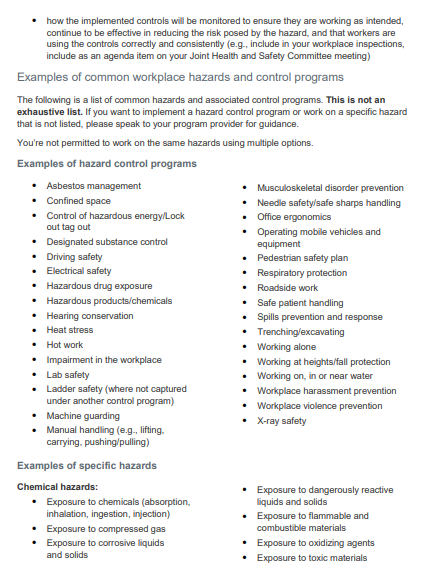 • how the implemented controls will be monitored to ensure they are working as intended,
continue to be effective in reducing the risk posed by the hazard, and that workers are
using the controls correctly and consistently (e.g., include in your workplace inspections,
include as an agenda item on your Joint Health and Safety Committee meeting)
Examples of common workplace hazards and control programs
The following is a list of common hazards and associated control programs. This is not an
exhaustive list. If you want to implement a hazard control program or work on a specific hazard
that is not listed, please speak to your program provider for guidance.
You're not permitted to work on the same hazards using multiple options.
Examples of hazard control programs
• Asbestos management
• Confined space
• Control of hazardous energy/Lock
out tag out
• Designated substance control
• Driving safety
• Electrical safety
• Hazardous drug exposure
• Hazardous products/chemicals
• Hearing conservation
• Heat stress
• Hot work
• Impairment in the workplace
• Lab safety
• Ladder safety (where not captured
under another control program)
• Machine guarding
• Manual handling (e.g., lifting,
carrying, pushing/pulling)
• Musculoskeletal disorder prevention
• Needle safety/safe sharps handling
• Office ergonomics
• Operating mobile vehicles and
equipment
• Pedestrian safety plan
• Respiratory protection
• Roadside work
• Safe patient handling
• Spills prevention and response
• Trenching/excavating
• Working alone
• Working at heights/fall protection
• Working on, in or near water
• Workplace harassment prevention
• Workplace violence prevention
• X-ray safety
Examples of specific hazards
Chemical hazards:
• Exposure to chemicals (absorption,
inhalation, ingestion, injection)
• Exposure to compressed gas
• Exposure to corrosive liquids
and solids
• Exposure to dangerously reactive
liquids and solids
• Exposure to flammable and
combustible materials
• Exposure to oxidizing agents
• Exposure to toxic materials